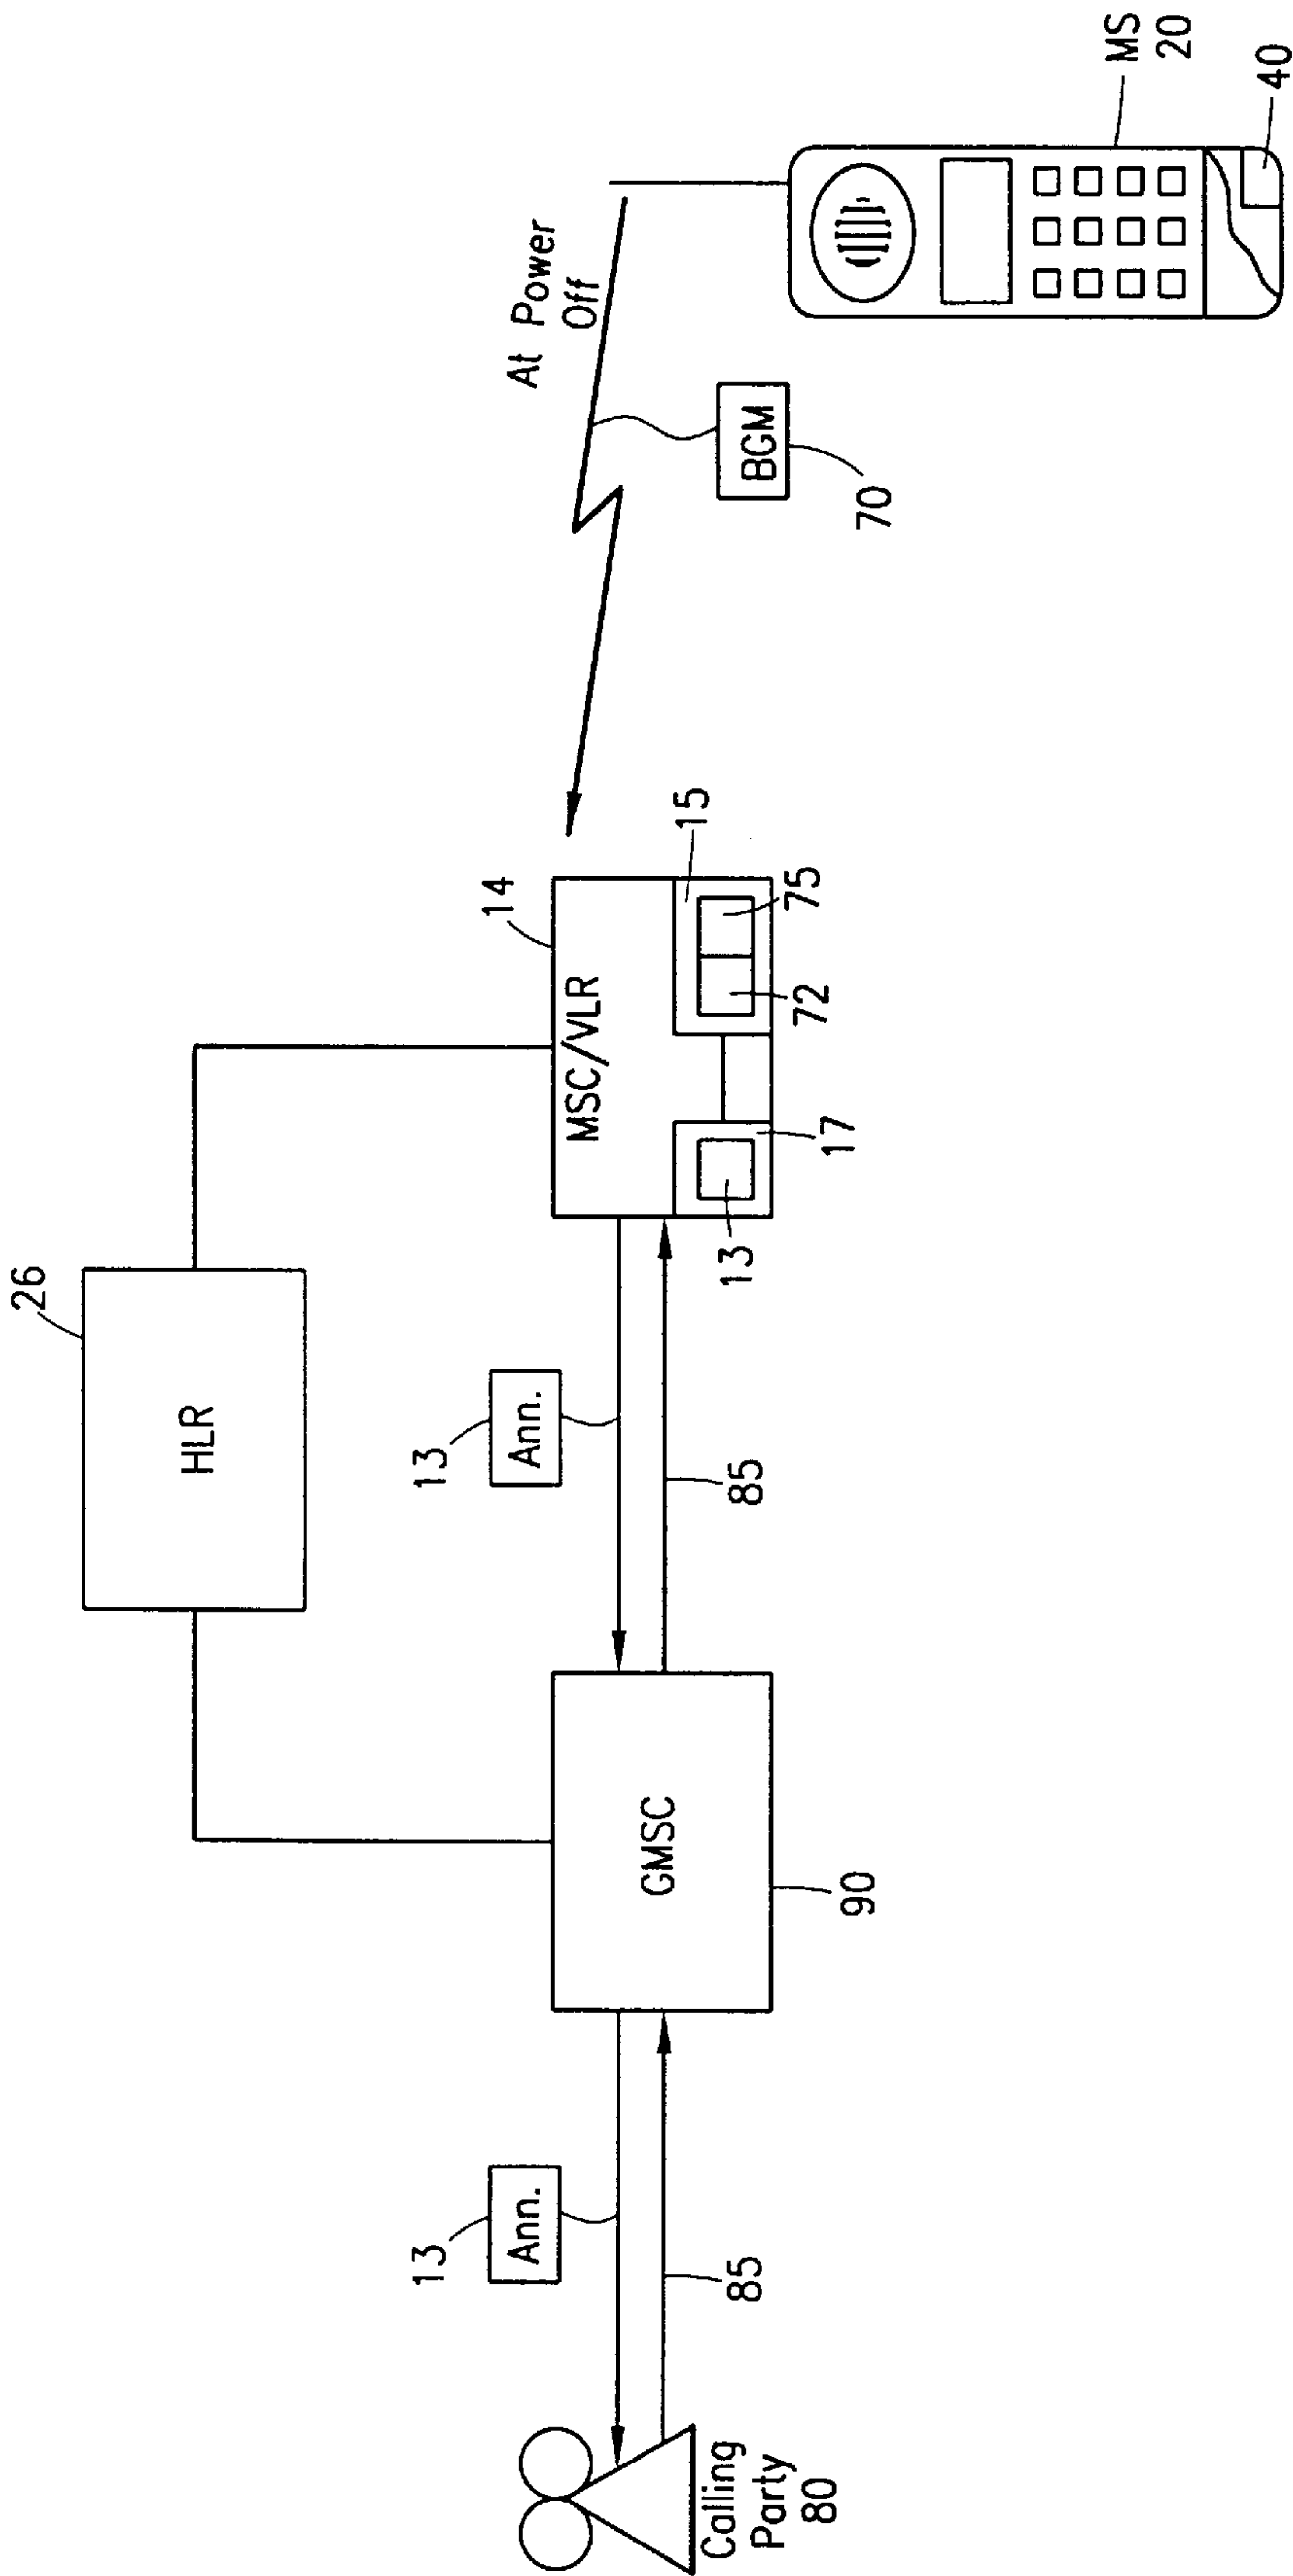 26
HLR
14
MSC/VLR
15
75
72
17
13
13
Ann.
85
GMSC
90
13
Ann.
85
Calling
Party
80
At Power
Off
BGM
70
MS
20
40